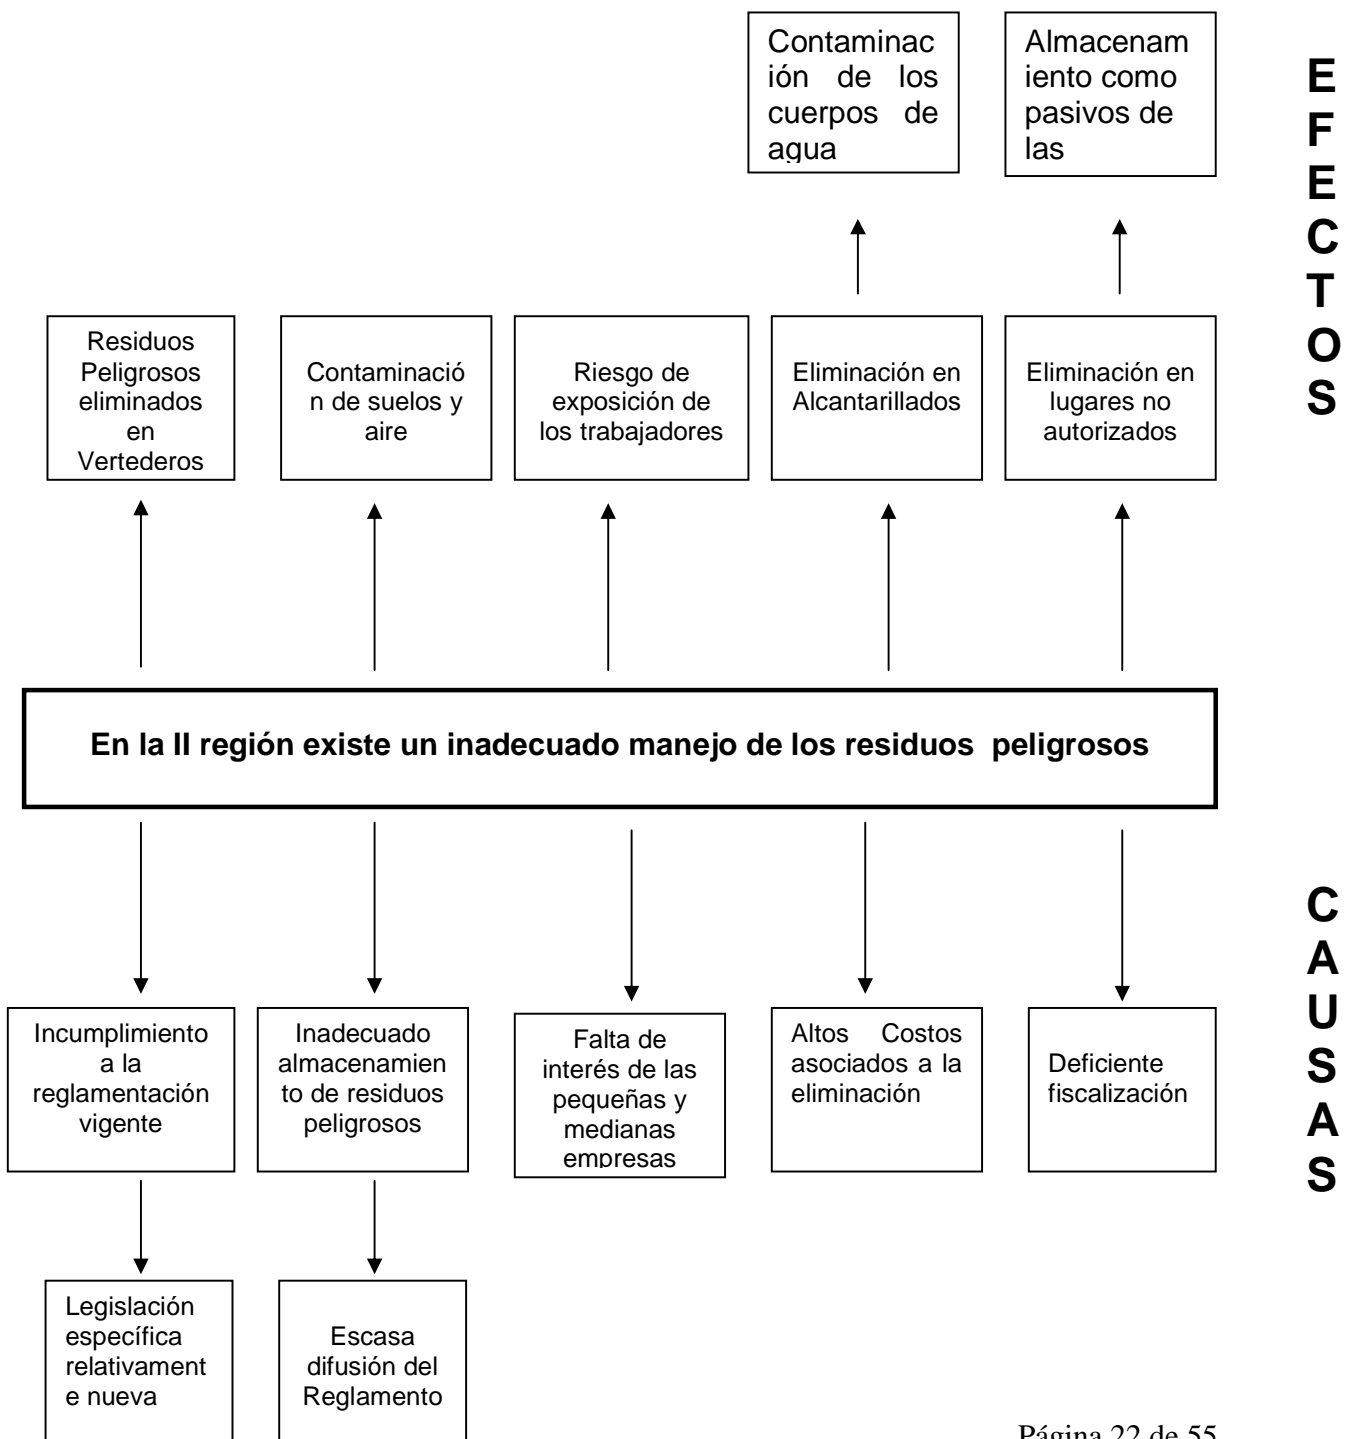 Contaminac
ión de los
cuerpos de
agua
Almacenam
iento como
pasivos de
las
E
F
E
C
T
O
S
Residuos
Peligrosos
eliminados
en
Vertederos
Contaminació
n de suelos y
aire
Riesgo de
exposición de
los trabajadores
Eliminación en
Alcantarillados
Eliminación en
lugares no
autorizados
En la II región existe un inadecuado manejo de los residuos peligrosos
C
A
U
S
A
S
Incumplimiento
a la
reglamentación
vigente
Inadecuado
almacenamien
to de residuos
peligrosos
Falta de
interés de las
pequeñas y
medianas
empresas
Altos Costos
asociados a la
eliminación
Deficiente
fiscalización
Legislación
específica
relativament
e nueva
Escasa
difusión del
Reglamento
Página 22 de 55